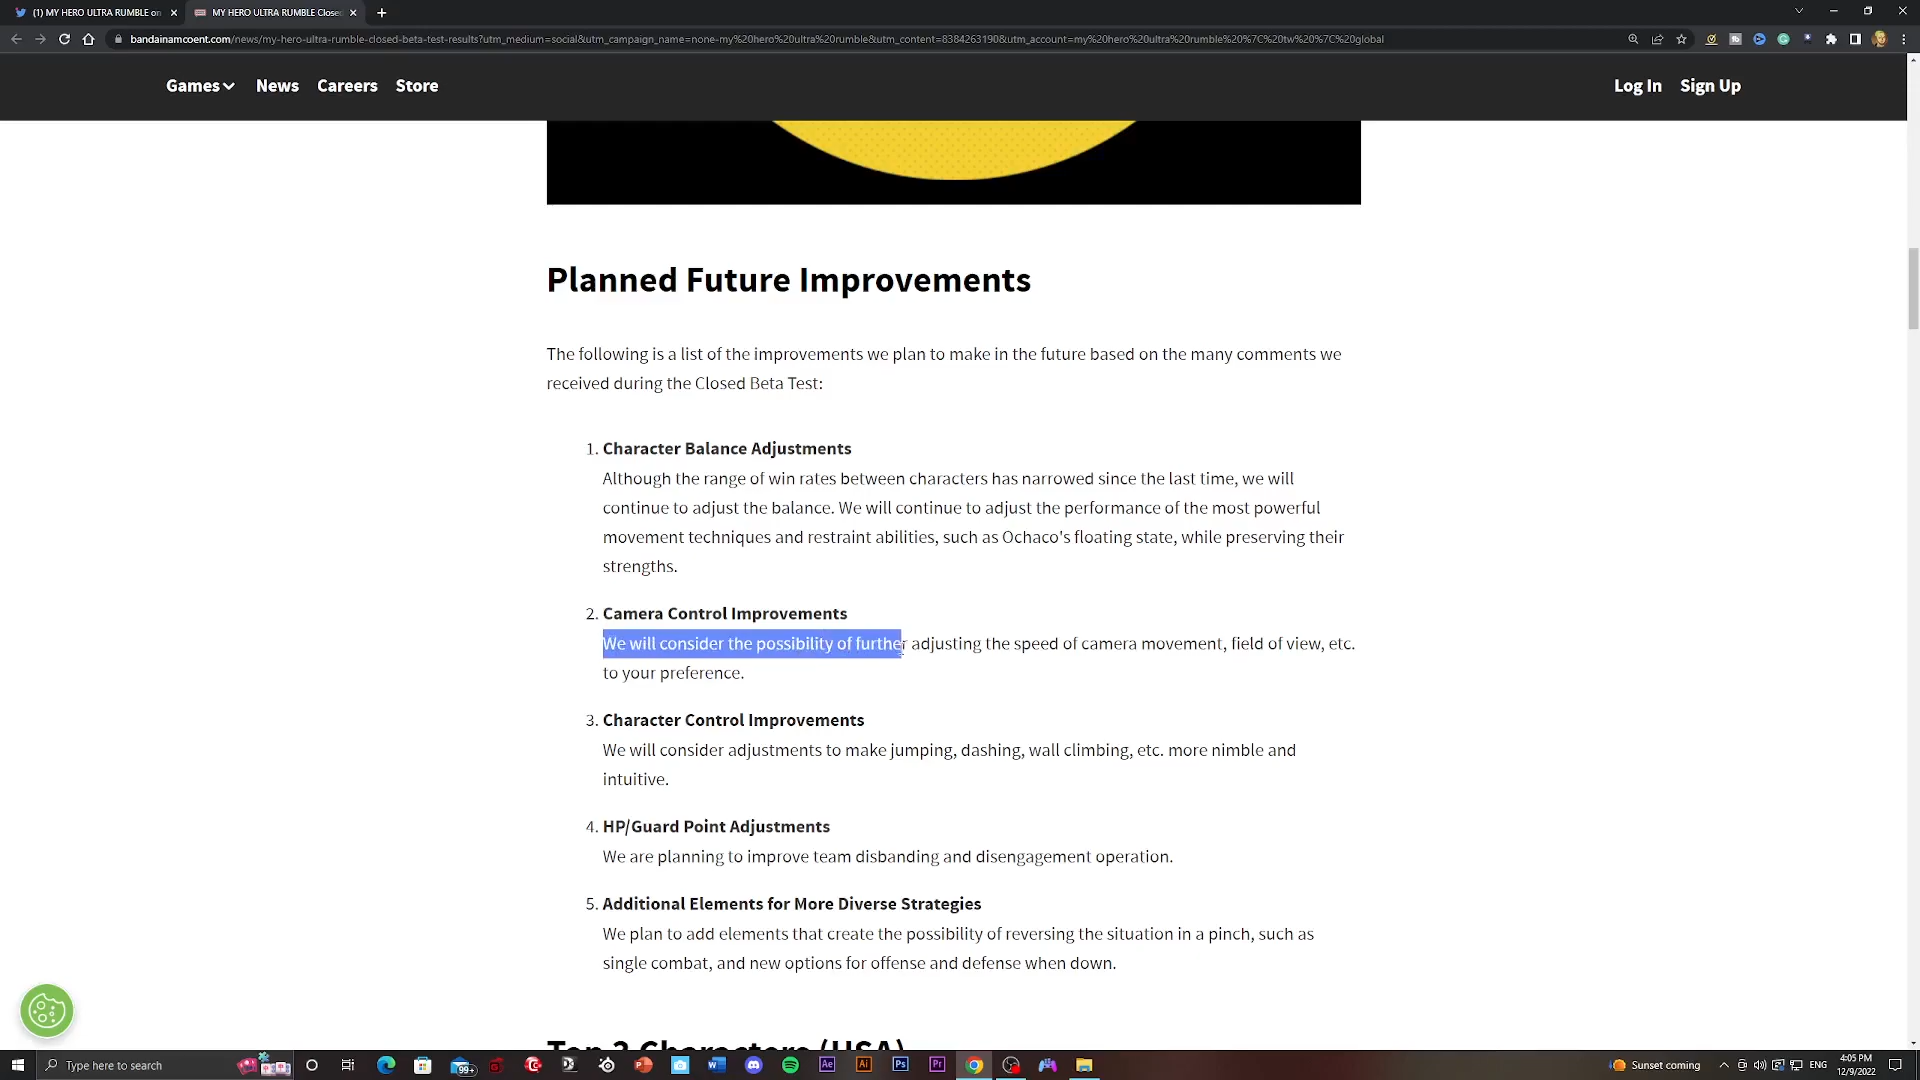 (1) MY HERO ULTRA RUMBLE on
MY HERO ULTRA RUMBLE Closed
bandainamcoent.com/news/my-hero-ultra-rumble-closed-beta-test-results?utm_medium=social&utm_campaign_name=none-my%20hero%20ultra%20rumble&utm_content=8384263190&utm_account=my%20hero%20ultra%20rumble%20%7C%20tw%20%7C%20global
Games News Careers Store
Log In Sign Up
Planned Future Improvements
The following is a list of the improvements we plan to make in the future based on the many comments we
received during the Closed Beta Test:
1. Character Balance Adjustments
Although the range of win rates between characters has narrowed since the last time, we will
continue to adjust the balance. We will continue to adjust the performance of the most powerful
movement techniques and restraint abilities, such as Ochaco's floating state, while preserving their
strengths.
2. Camera Control Improvements
We will consider the possibility of further adjusting the speed of camera movement, field of view, etc.
to your preference.
3. Character Control Improvements
We will consider adjustments to make jumping, dashing, wall climbing, etc. more nimble and
intuitive.
4. HP/Guard Point Adjustments
We are planning to improve team disbanding and disengagement operation.
5. Additional Elements for More Diverse Strategies
We plan to add elements that create the possibility of reversing the situation in a pinch, such as
single combat, and new options for offense and defense when down.
Top 3 Characters (USA)
Type here to search
99+
Ae
Ai
Ps
Pr
Sunset coming
ENG
4:05 PM
12/9/2022